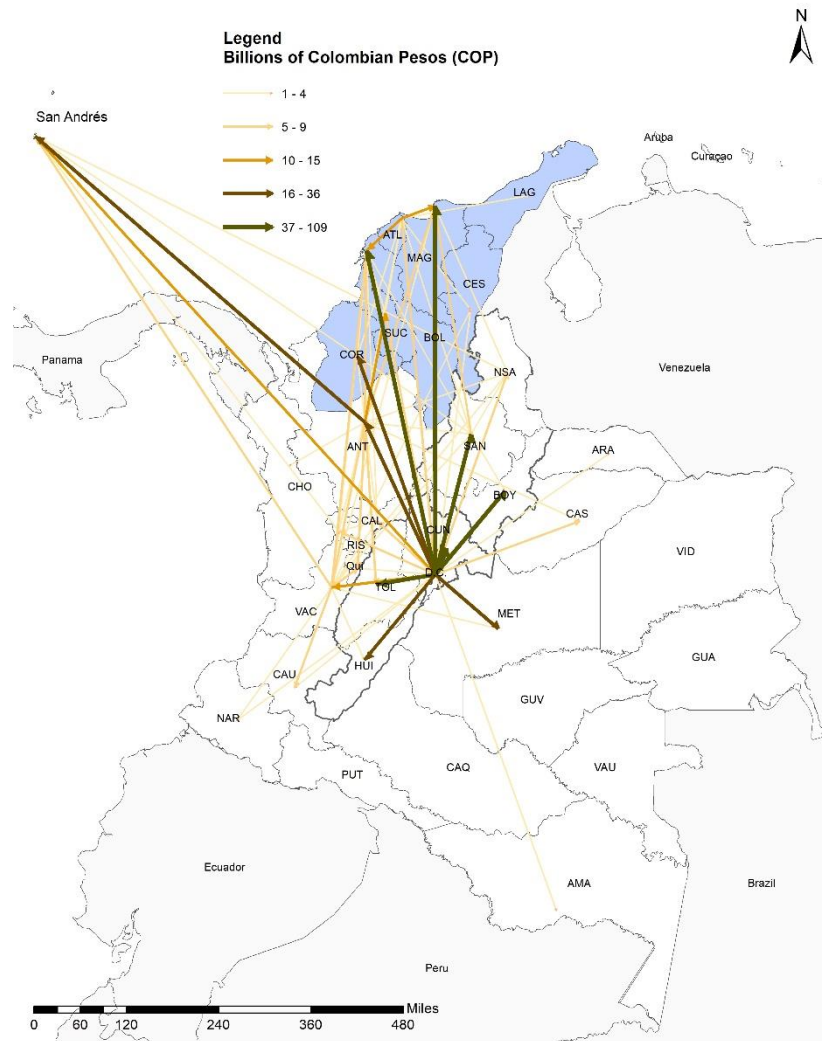 N
Legend
Billions of Colombian Pesos (COP)
1 - 4
5 - 9
10 - 15
16 - 36
37 - 109
San Andrés
Aruba
Curaçao
LAG
ATL
MAG
CES
SUC
BOL
COR
Panama
NSA
Venezuela
ANT
SAN
ARA
CHO
BOY
CAS
CAL
CUN
RIS
Qui
D.C.
TOL
VID
VAC
MET
HUI
GUA
CAU
GUV
NAR
PUT
CAQ
VAU
Ecuador
AMA
Brazil
Peru
Miles
0 60 120 240 360 480